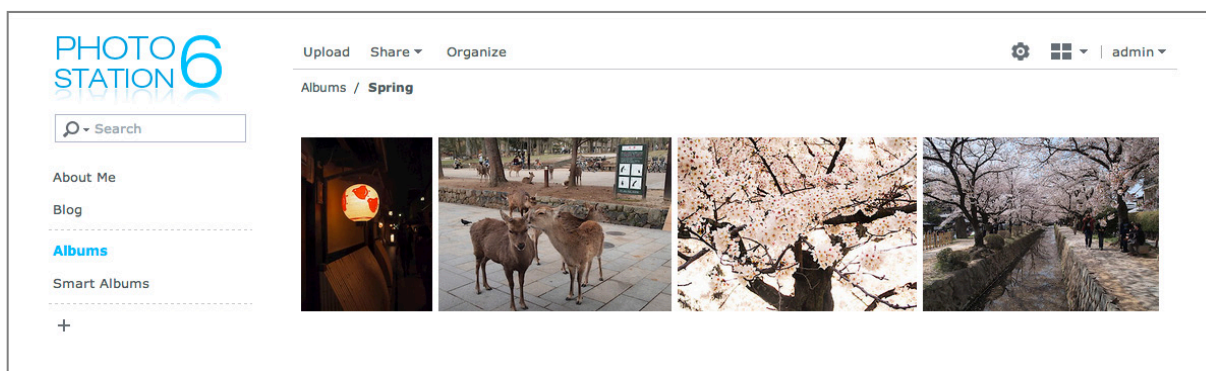 PHOTO
STATION 6
Upload Share Organize
admin
Albums / Spring
Search
About Me
Blog
Albums
Smart Albums
+